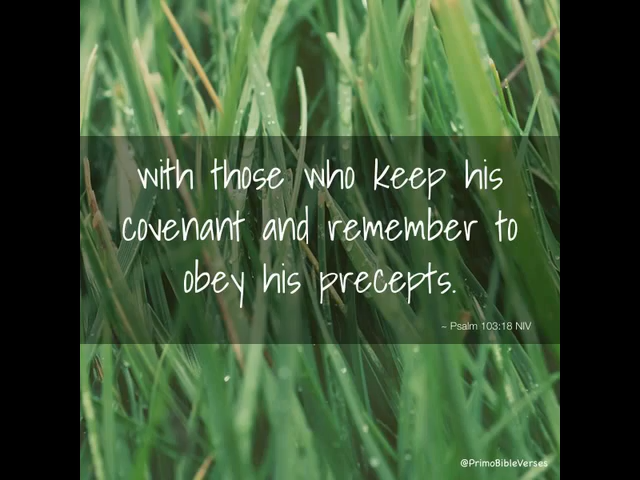 with those who keep his
covenant and remember to
obey his precepts.
– Psalm 103:18 NIV
@PrimoBibleVerses